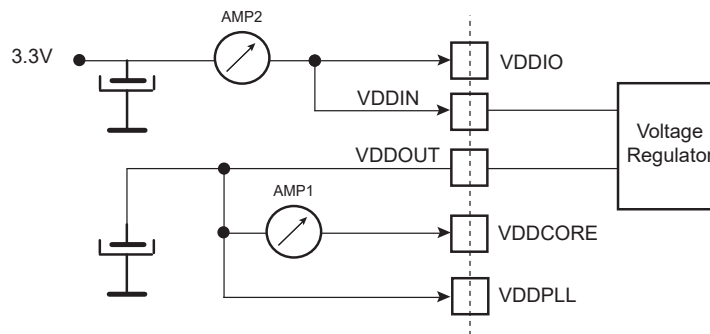 AMP2
3.3V
VDDIO
VDDIN
Voltage
Regulator
VDDOUT
AMP1
VDDCORE
VDDPLL